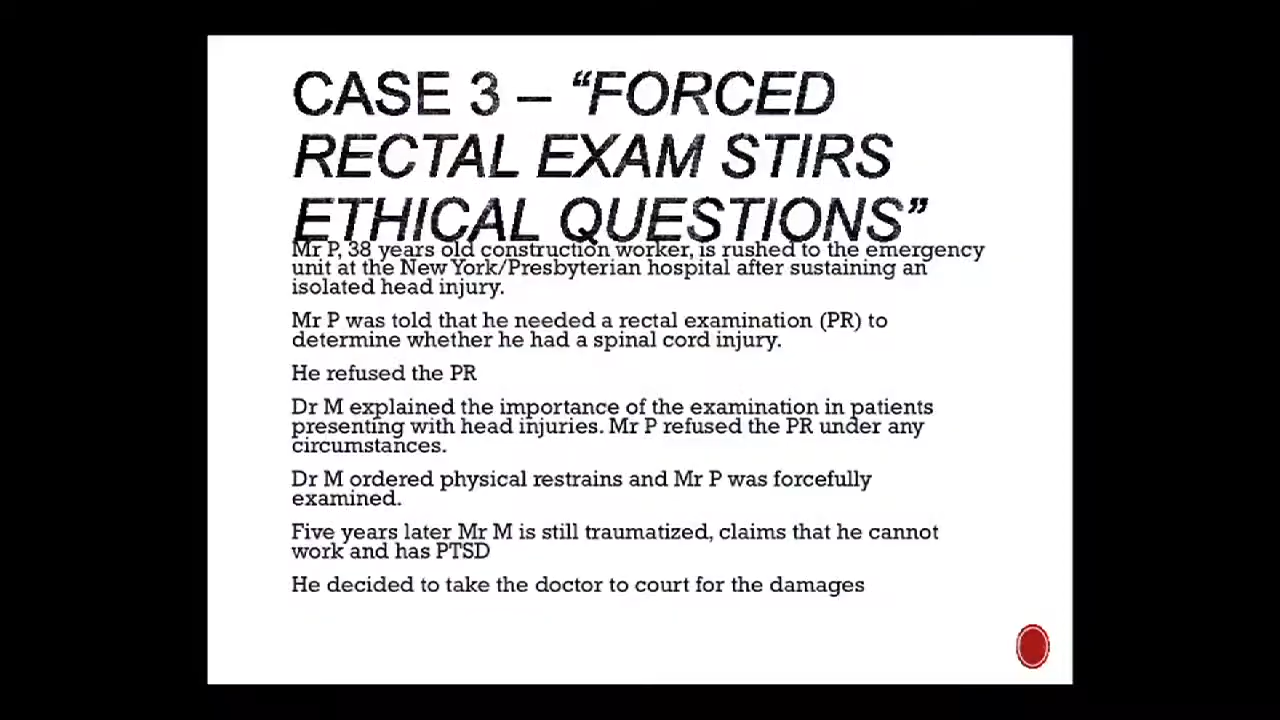 CASE 3 – “FORCED
RECTAL EXAM STIRS
ETHICAL QUESTIONS”
Mr P, 38 years old construction worker, is rushed to the emergency
unit at the New York/Presbyterian hospital after sustaining an
isolated head injury.
Mr P was told that he needed a rectal examination (PR) to
determine whether he had a spinal cord injury.
He refused the PR
Dr M explained the importance of the examination in patients
presenting with head injuries. Mr P refused the PR under any
circumstances.
Dr M ordered physical restrains and Mr P was forcefully
examined.
Five years later Mr M is still traumatized, claims that he cannot
work and has PTSD
He decided to take the doctor to court for the damages